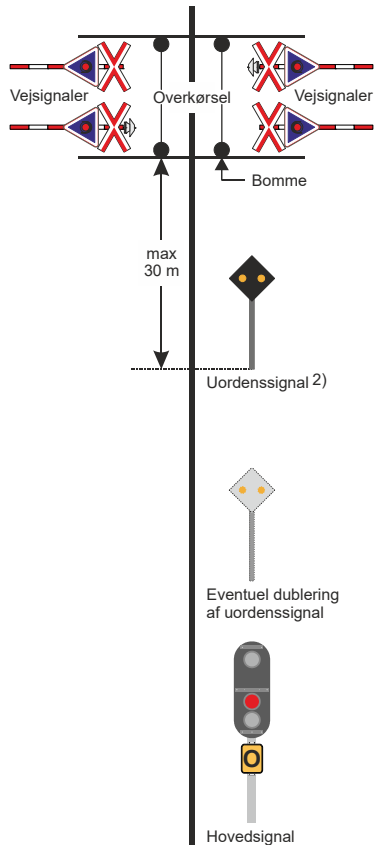 Vejsignaler
Overkørsel
Vejsignaler
Bomme
max
30 m
Uordenssignal 2)
Eventuel dublering
af uordenssignal
O
Hovedsignal